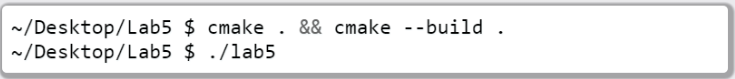 ~/Desktop/Lab5 $ cmake . && cmake --build .
~/Desktop/Lab5 $ ./lab5